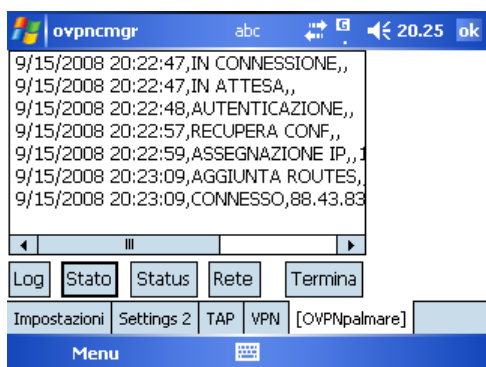 ovpncmgr abc G 20.25 ok
9/15/2008 20:22:47,IN CONNESSIONE,,
9/15/2008 20:22:47,IN ATTESA,,
9/15/2008 20:22:48,AUTENTICAZIONE,,
9/15/2008 20:22:57,RECUPERA CONF,,
9/15/2008 20:22:59,ASSEGNAZIONE IP,,1
9/15/2008 20:23:09,AGGIUNTA ROUTES,,
9/15/2008 20:23:09,CONNESSO,88.43.83
Log Stato Status Rete Termina
Impostazioni Settings 2 TAP VPN [OVPNpalmare]
Menu